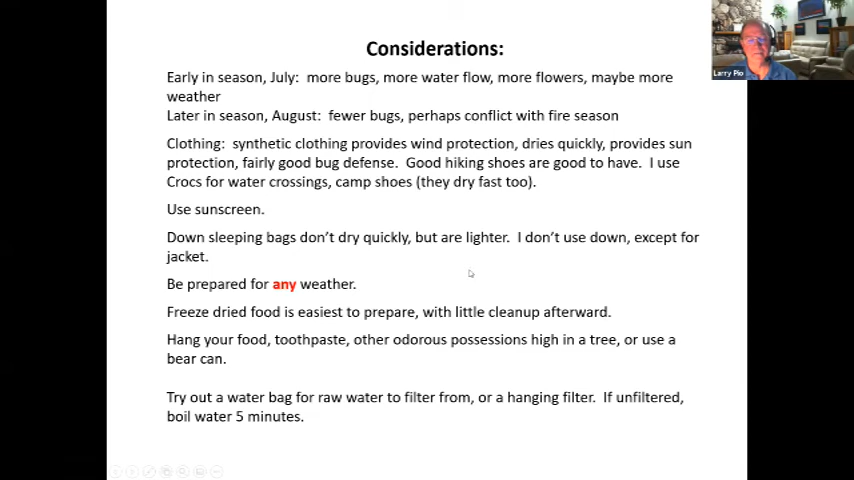 Considerations:
Early in season, July: more bugs, more water flow, more flowers, maybe more
weather
Later in season, August: fewer bugs, perhaps conflict with fire season
Clothing: synthetic clothing provides wind protection, dries quickly, provides sun
protection, fairly good bug defense. Good hiking shoes are good to have. I use
Crocs for water crossings, camp shoes (they dry fast too).
Use sunscreen.
Down sleeping bags don't dry quickly, but are lighter. I don't use down, except for
jacket.
Be prepared for any weather.
Freeze dried food is easiest to prepare, with little cleanup afterward.
Hang your food, toothpaste, other odorous possessions high in a tree, or use a
bear can.
Try out a water bag for raw water to filter from, or a hanging filter. If unfiltered,
boil water 5 minutes.
Larry Pio